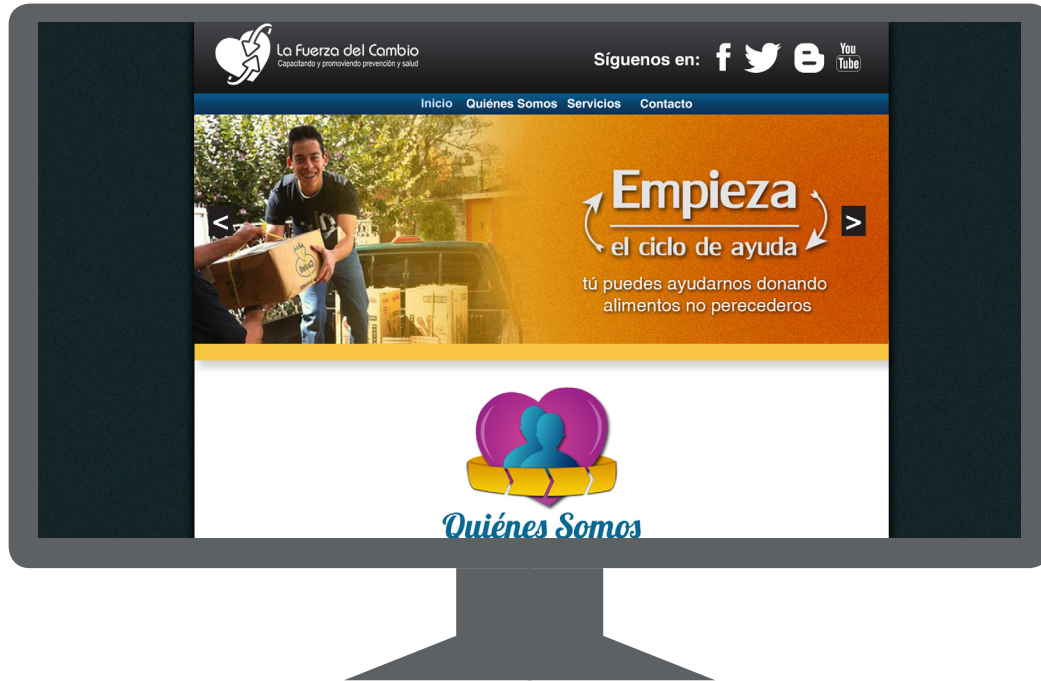 La Fuerza del Cambio
Capacitando y promoviendo prevención y salud
Síguenos en:
You
Tube
Inicio Quiénes Somos Servicios Contacto
Empieza
el ciclo de ayuda
tú puedes ayudarnos donando
alimentos no perecederos
Quiénes Somos